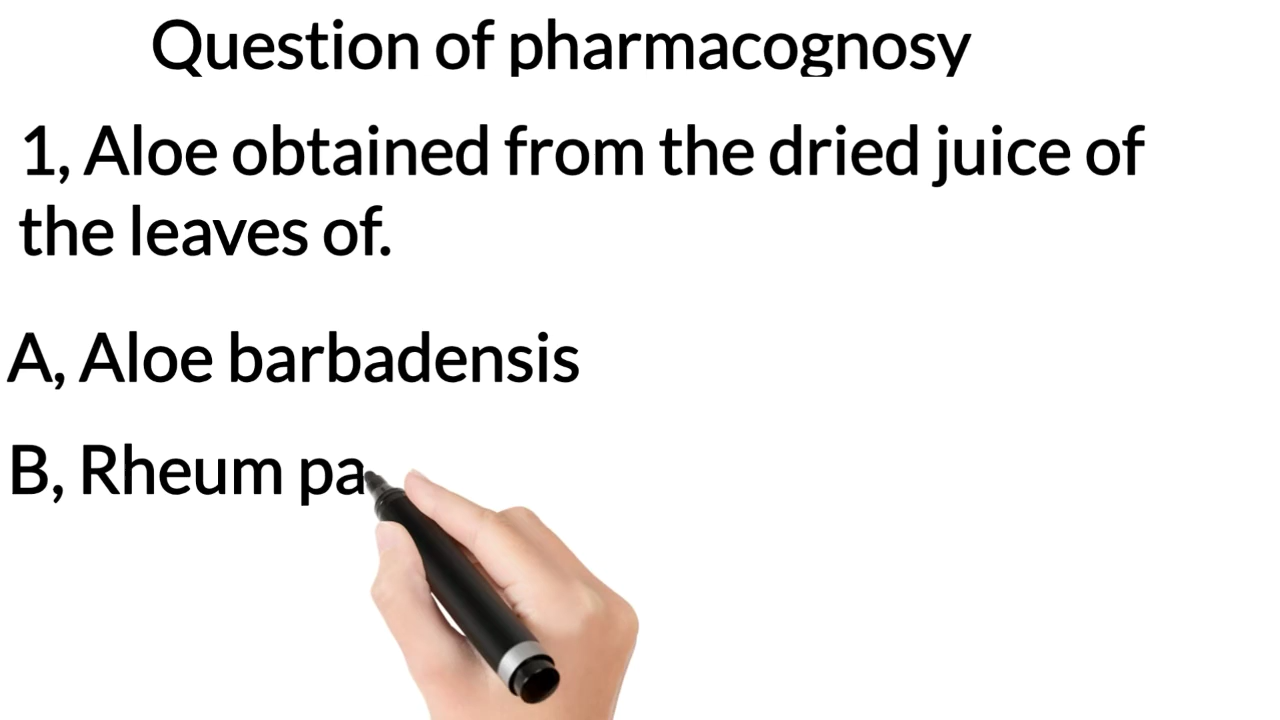 Question of pharmacognosy
1, Aloe obtained from the dried juice of
the leaves of.
A, Aloe barbadensis
B, Rheum pa